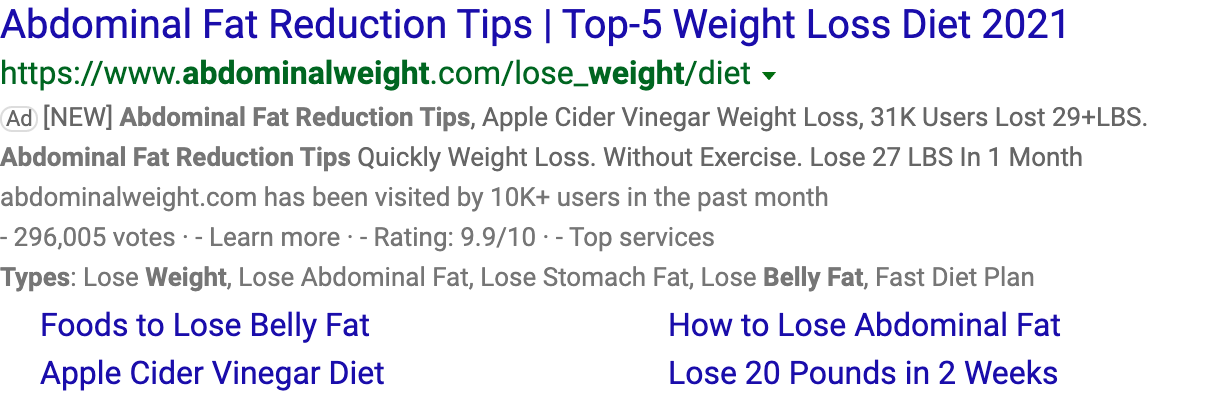 Abdominal Fat Reduction Tips | Top-5 Weight Loss Diet 2021
https://www.abdominalweight.com/lose_weight/diet
Ad [NEW] Abdominal Fat Reduction Tips, Apple Cider Vinegar Weight Loss, 31K Users Lost 29+LBS.
Abdominal Fat Reduction Tips Quickly Weight Loss. Without Exercise. Lose 27 LBS In 1 Month
abdominalweight.com has been visited by 10K+ users in the past month
- 296,005 votes · - Learn more · - Rating: 9.9/10 · - Top services
Types: Lose Weight, Lose Abdominal Fat, Lose Stomach Fat, Lose Belly Fat, Fast Diet Plan
Foods to Lose Belly Fat
How to Lose Abdominal Fat
Apple Cider Vinegar Diet
Lose 20 Pounds in 2 Weeks